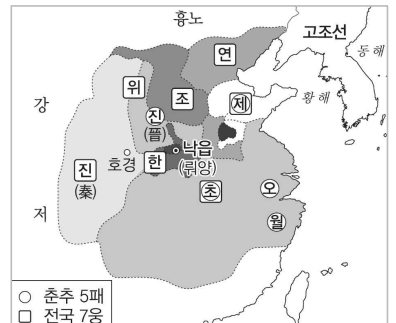 흉노
고조선
동해
연
위
조
제
황해
강
진
(晉)
낙읍
(뤄양)
진
(秦)
호경
한
초
오
저
월
○ 춘추 5패
□ 전국 7웅